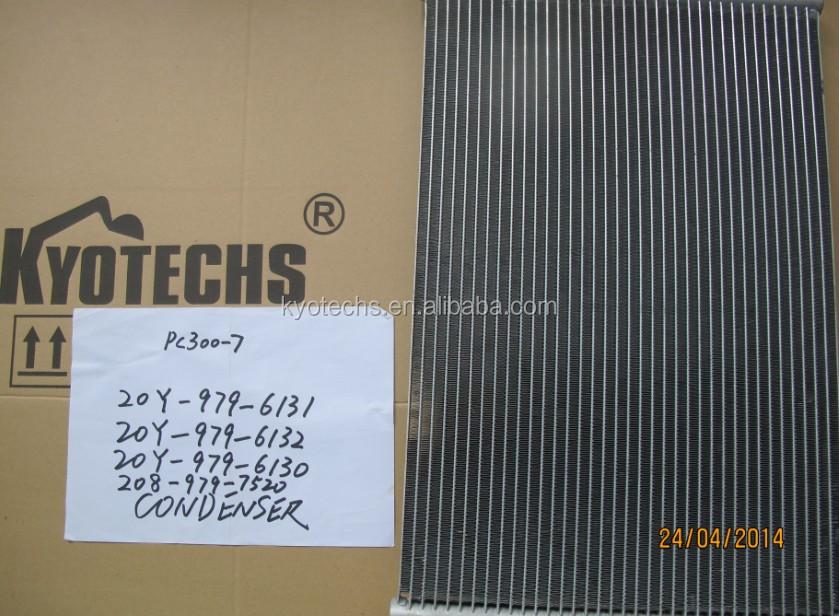 ®
KYOTECHS
kyotechs.en.alibaba.com
PC300-7
20Y-979-6131
20Y-979-6132
20Y-979-6130
208-979-7520
CONDENSER
24/04/2014